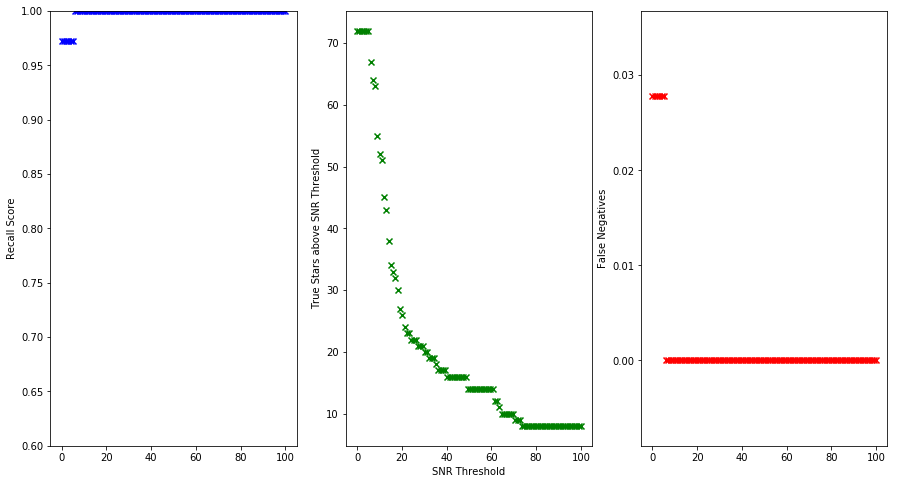 Recall Score
1.00
0.95
0.90
0.85
0.80
0.75
0.70
0.65
0.60
0 20 40 60 80 100
True Stars above SNR Threshold
70
60
50
40
30
20
10
0 20 40 60 80 100
SNR Threshold
False Negatives
0.03
0.02
0.01
0.00
0 20 40 60 80 100